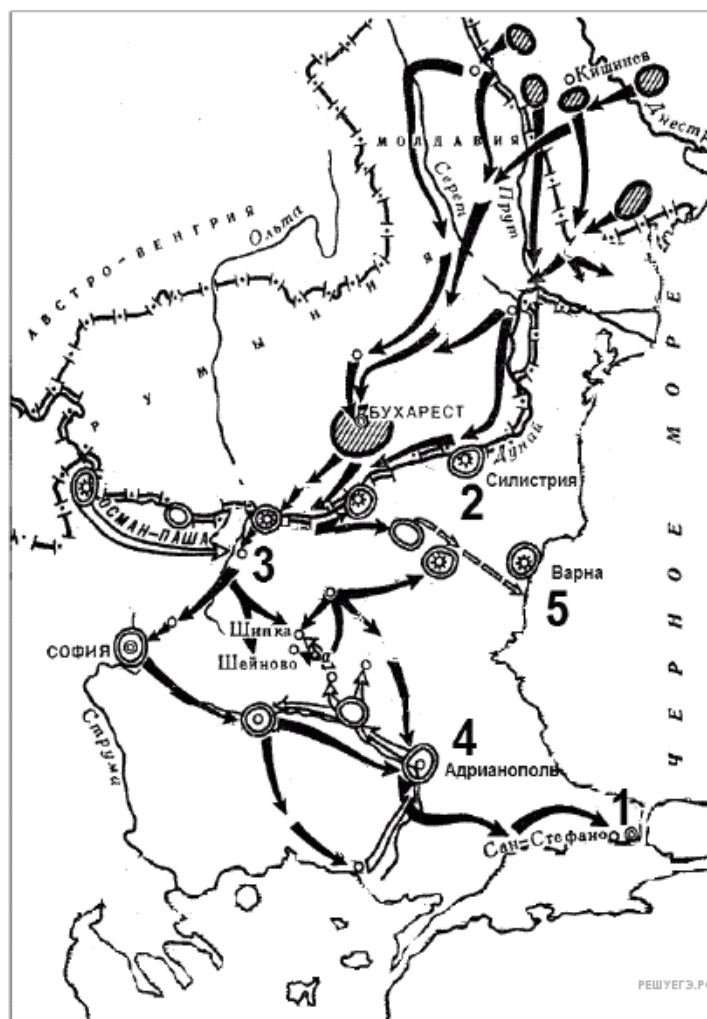 Кишинев
Днестр
МОЛДАВИЯ
Серет
Прут
АВСТРО-ВЕНГРИЯ
Ольта
РУМЫНИЯ
БУХАРЕСТ
Дунай
ЧЕРНОЕ МОРЕ
2
Силистрия
ОСМАН-ПАША
3
Варна
5
Шипка
Шейново
СОФИЯ
Струма
4
Адрианополь
1
Сан-Стефано
РЕШУЕГЭ.РФ